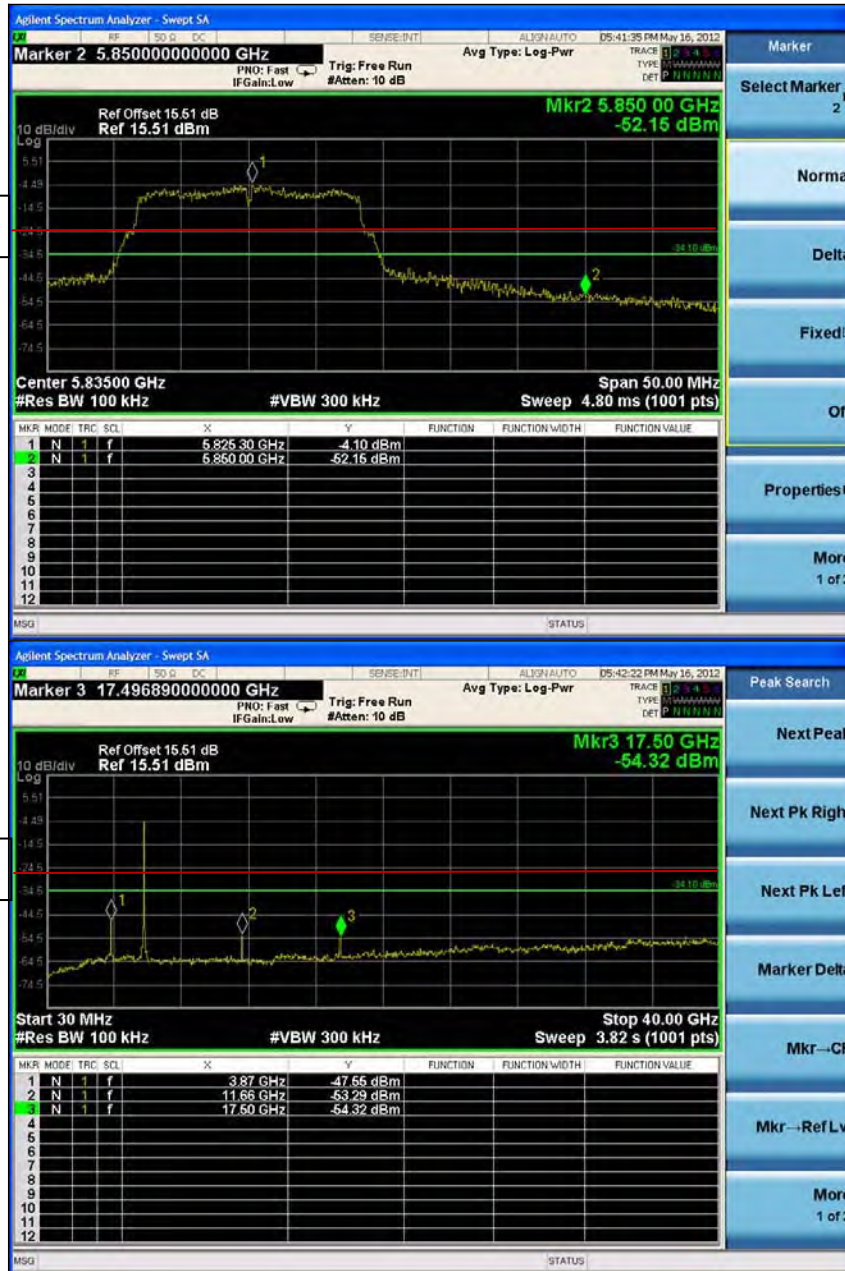 Agilent Spectrum Analyzer - Swept SA
RF 50 Ω DC SENSE:INT ALIGN AUTO 05:41:35 PM May 16, 2012
Marker 2 5.850000000000 GHz
PNO: Fast
IFGain:Low
Trig: Free Run
#Atten: 10 dB
Avg Type: Log-Pwr
TRACE 1 2 3 4 5 6
TYPE M
DET P N N N N N
Ref Offset 15.51 dB
Ref 15.51 dBm
10 dB/div
Log
Mkr2 5.850 00 GHz
-52.15 dBm
5.51
-4.49
-14.5
-24.5
-34.5
-44.5
-54.5
-64.5
-74.5
1
2
-34.10 dBm
Center 5.83500 GHz Span 50.00 MHz
#Res BW 100 kHz #VBW 300 kHz Sweep 4.80 ms (1001 pts)
MKR MODE TRC SCL X Y FUNCTION FUNCTION WIDTH FUNCTION VALUE
1 N 1 f 5.825 30 GHz -4.10 dBm
2 N 1 f 5.850 00 GHz -52.15 dBm
3
4
5
6
7
8
9
10
11
12
MSG STATUS
Marker
Select Marker
2
Norma
Delta
Fixed
Of
Properties
More
1 of 2
Agilent Spectrum Analyzer - Swept SA
RF 50 Ω DC SENSE:INT ALIGN AUTO 05:42:22 PM May 16, 2012
Marker 3 17.496890000000 GHz
PNO: Fast
IFGain:Low
Trig: Free Run
#Atten: 10 dB
Avg Type: Log-Pwr
TRACE 1 2 3 4 5 6
TYPE M
DET P N N N N N
Ref Offset 15.51 dB
Ref 15.51 dBm
10 dB/div
Log
Mkr3 17.50 GHz
-54.32 dBm
5.51
-4.49
-14.5
-24.5
-34.5
-44.5
-54.5
-64.5
-74.5
1
2
3
-34.10 dBm
Start 30 MHz Stop 40.00 GHz
#Res BW 100 kHz #VBW 300 kHz Sweep 3.82 s (1001 pts)
MKR MODE TRC SCL X Y FUNCTION FUNCTION WIDTH FUNCTION VALUE
1 N 1 f 3.87 GHz -47.55 dBm
2 N 1 f 11.66 GHz -53.29 dBm
3 N 1 f 17.50 GHz -54.32 dBm
4
5
6
7
8
9
10
11
12
MSG STATUS
Peak Search
Next Peak
Next Pk Righ
Next Pk Lef
Marker Delta
Mkr→CF
Mkr→Ref Lv
More
1 of 2